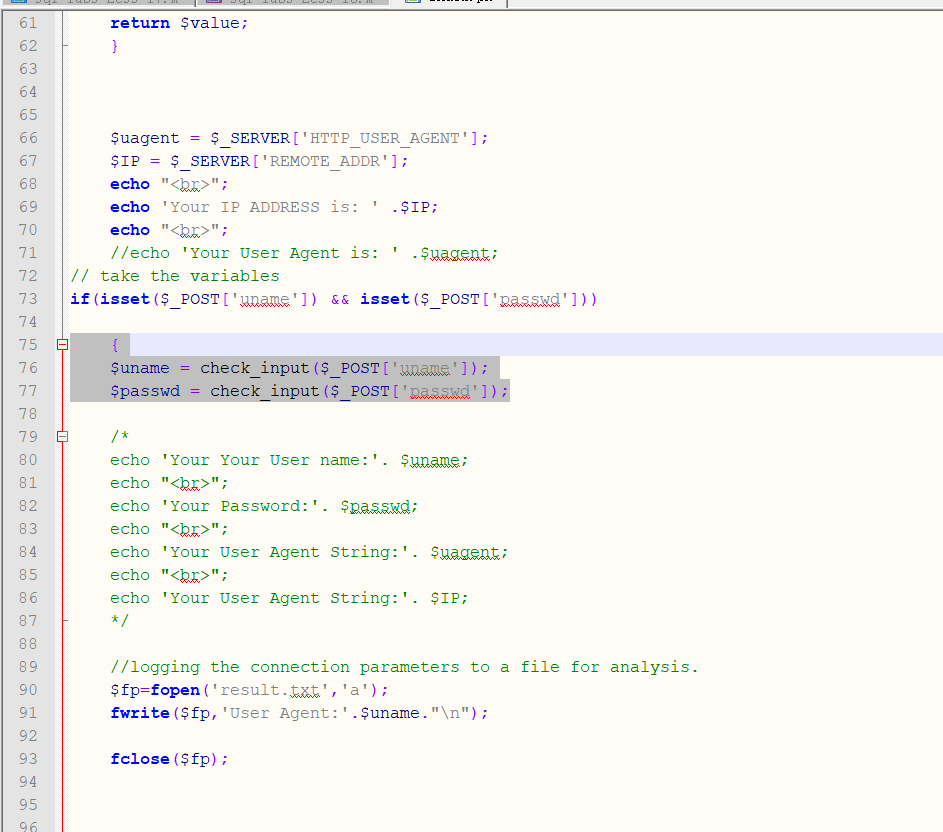 61 return $value;
62 }
63
64
65
66 $uagent = $_SERVER['HTTP_USER_AGENT'];
67 $IP = $_SERVER['REMOTE_ADDR'];
68 echo "<br>";
69 echo 'Your IP ADDRESS is: ' .$IP;
70 echo "<br>";
71 //echo 'Your User Agent is: ' .$uagent;
72 // take the variables
73 if(isset($_POST['uname']) && isset($_POST['passwd']))
74
75 {
76 $uname = check_input($_POST['uname']);
77 $passwd = check_input($_POST['passwd']);
78
79 /*
80 echo 'Your Your User name:'. $uname;
81 echo "<br>";
82 echo 'Your Password:'. $passwd;
83 echo "<br>";
84 echo 'Your User Agent String:'. $uagent;
85 echo "<br>";
86 echo 'Your User Agent String:'. $IP;
87 */
88
89 //logging the connection parameters to a file for analysis.
90 $fp=fopen('result.txt','a');
91 fwrite($fp,'User Agent:'.$uname."\n");
92
93 fclose($fp);
94
95
96